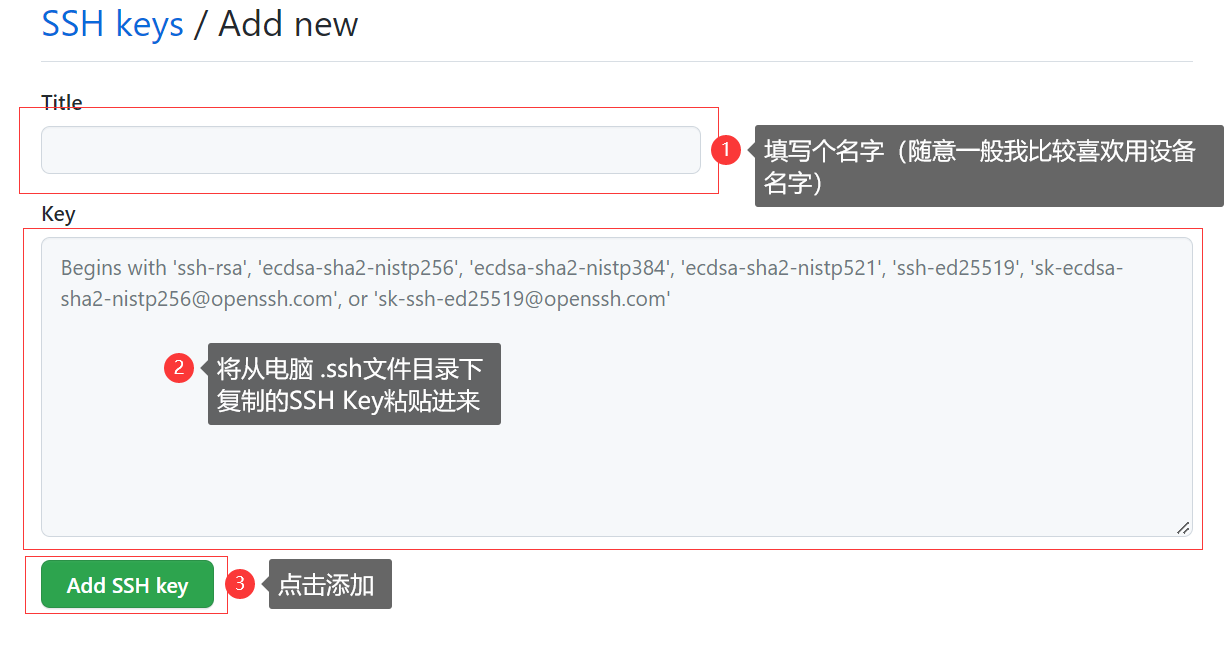 SSH keys / Add new
Title
1
填写个名字（随意一般我比较喜欢用设备
名字）
Key
Begins with 'ssh-rsa', 'ecdsa-sha2-nistp256', 'ecdsa-sha2-nistp384', 'ecdsa-sha2-nistp521', 'ssh-ed25519', 'sk-ecdsa-
sha2-nistp256@openssh.com', or 'sk-ssh-ed25519@openssh.com'
2
将从电脑 .ssh文件目录下
复制的SSH Key粘贴进来
Add SSH key
3
点击添加